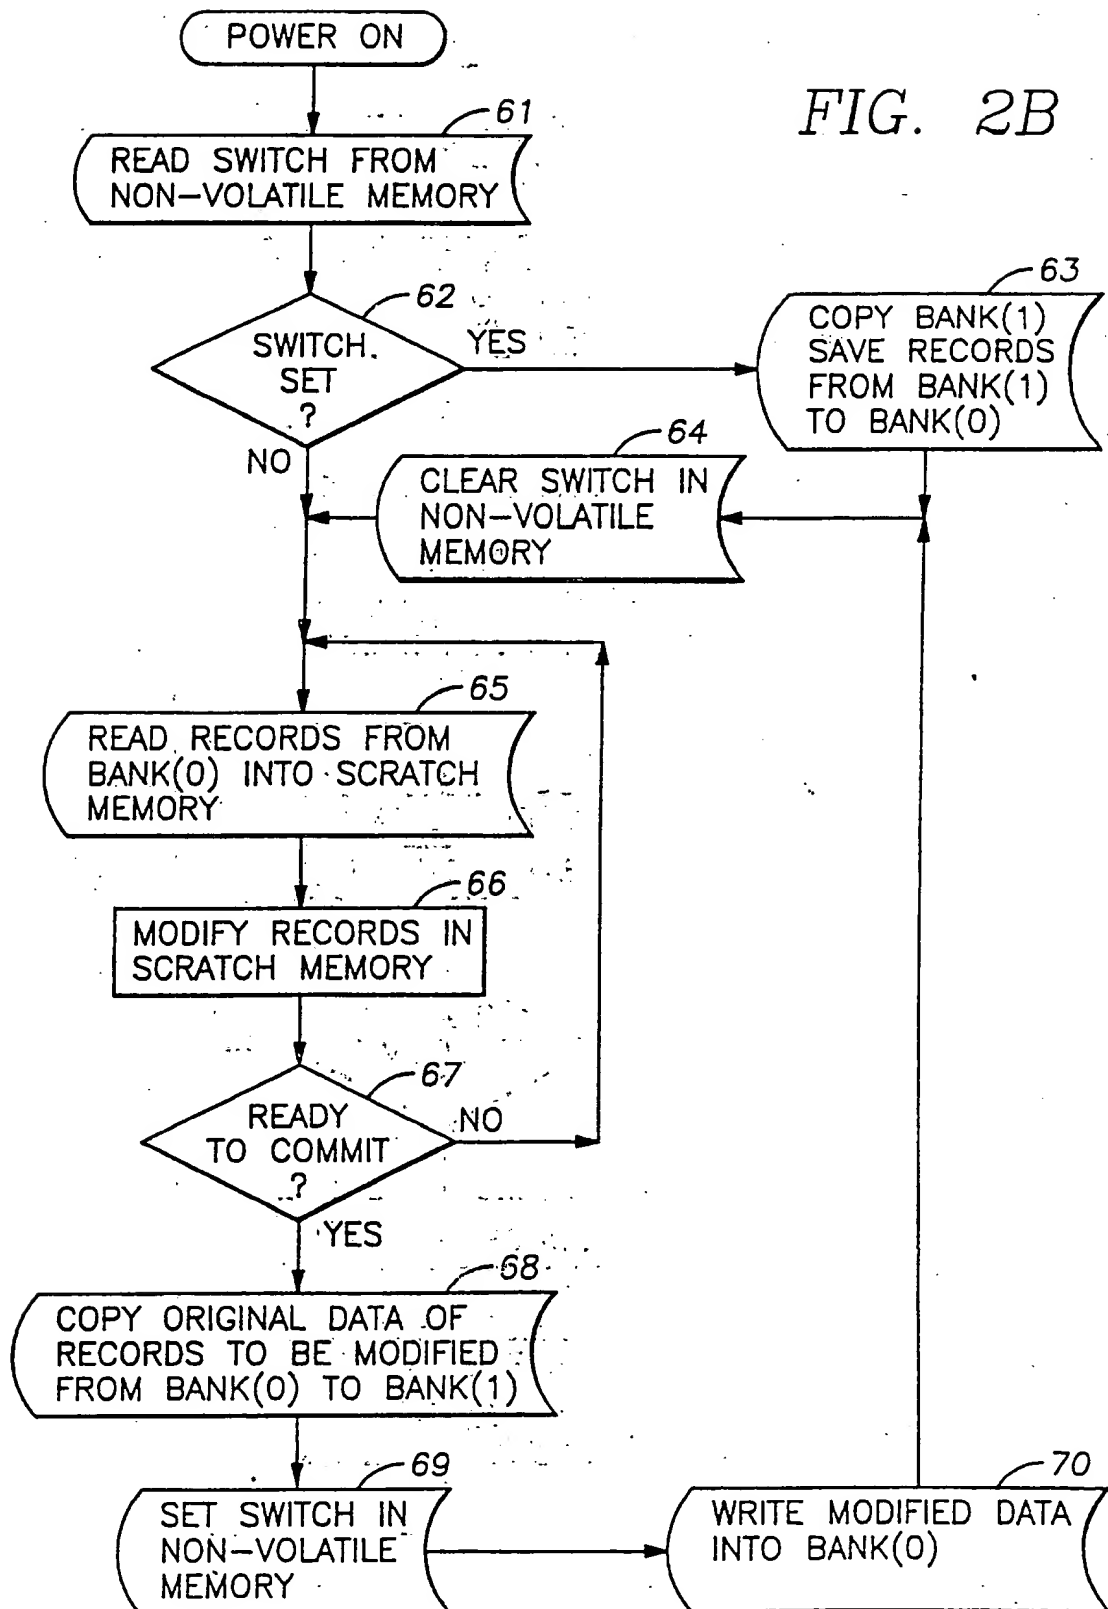 POWER ON
FIG. 2B
61
READ SWITCH FROM
NON-VOLATILE MEMORY
62
SWITCH
SET
?
YES
NO
63
COPY BANK(1)
SAVE RECORDS
FROM BANK(1)
TO BANK(0)
64
CLEAR SWITCH IN
NON-VOLATILE
MEMORY
65
READ RECORDS FROM
BANK(0) INTO SCRATCH
MEMORY
66
MODIFY RECORDS IN
SCRATCH MEMORY
67
READY
TO COMMIT
?
NO
YES
68
COPY ORIGINAL DATA OF
RECORDS TO BE MODIFIED
FROM BANK(0) TO BANK(1)
69
SET SWITCH IN
NON-VOLATILE
MEMORY
70
WRITE MODIFIED DATA
INTO BANK(0)